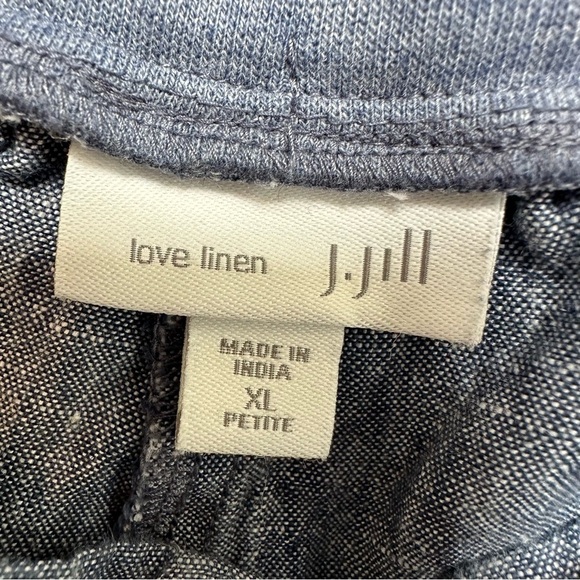 love linen J.Jill
MADE IN
INDIA
XL
PETITE